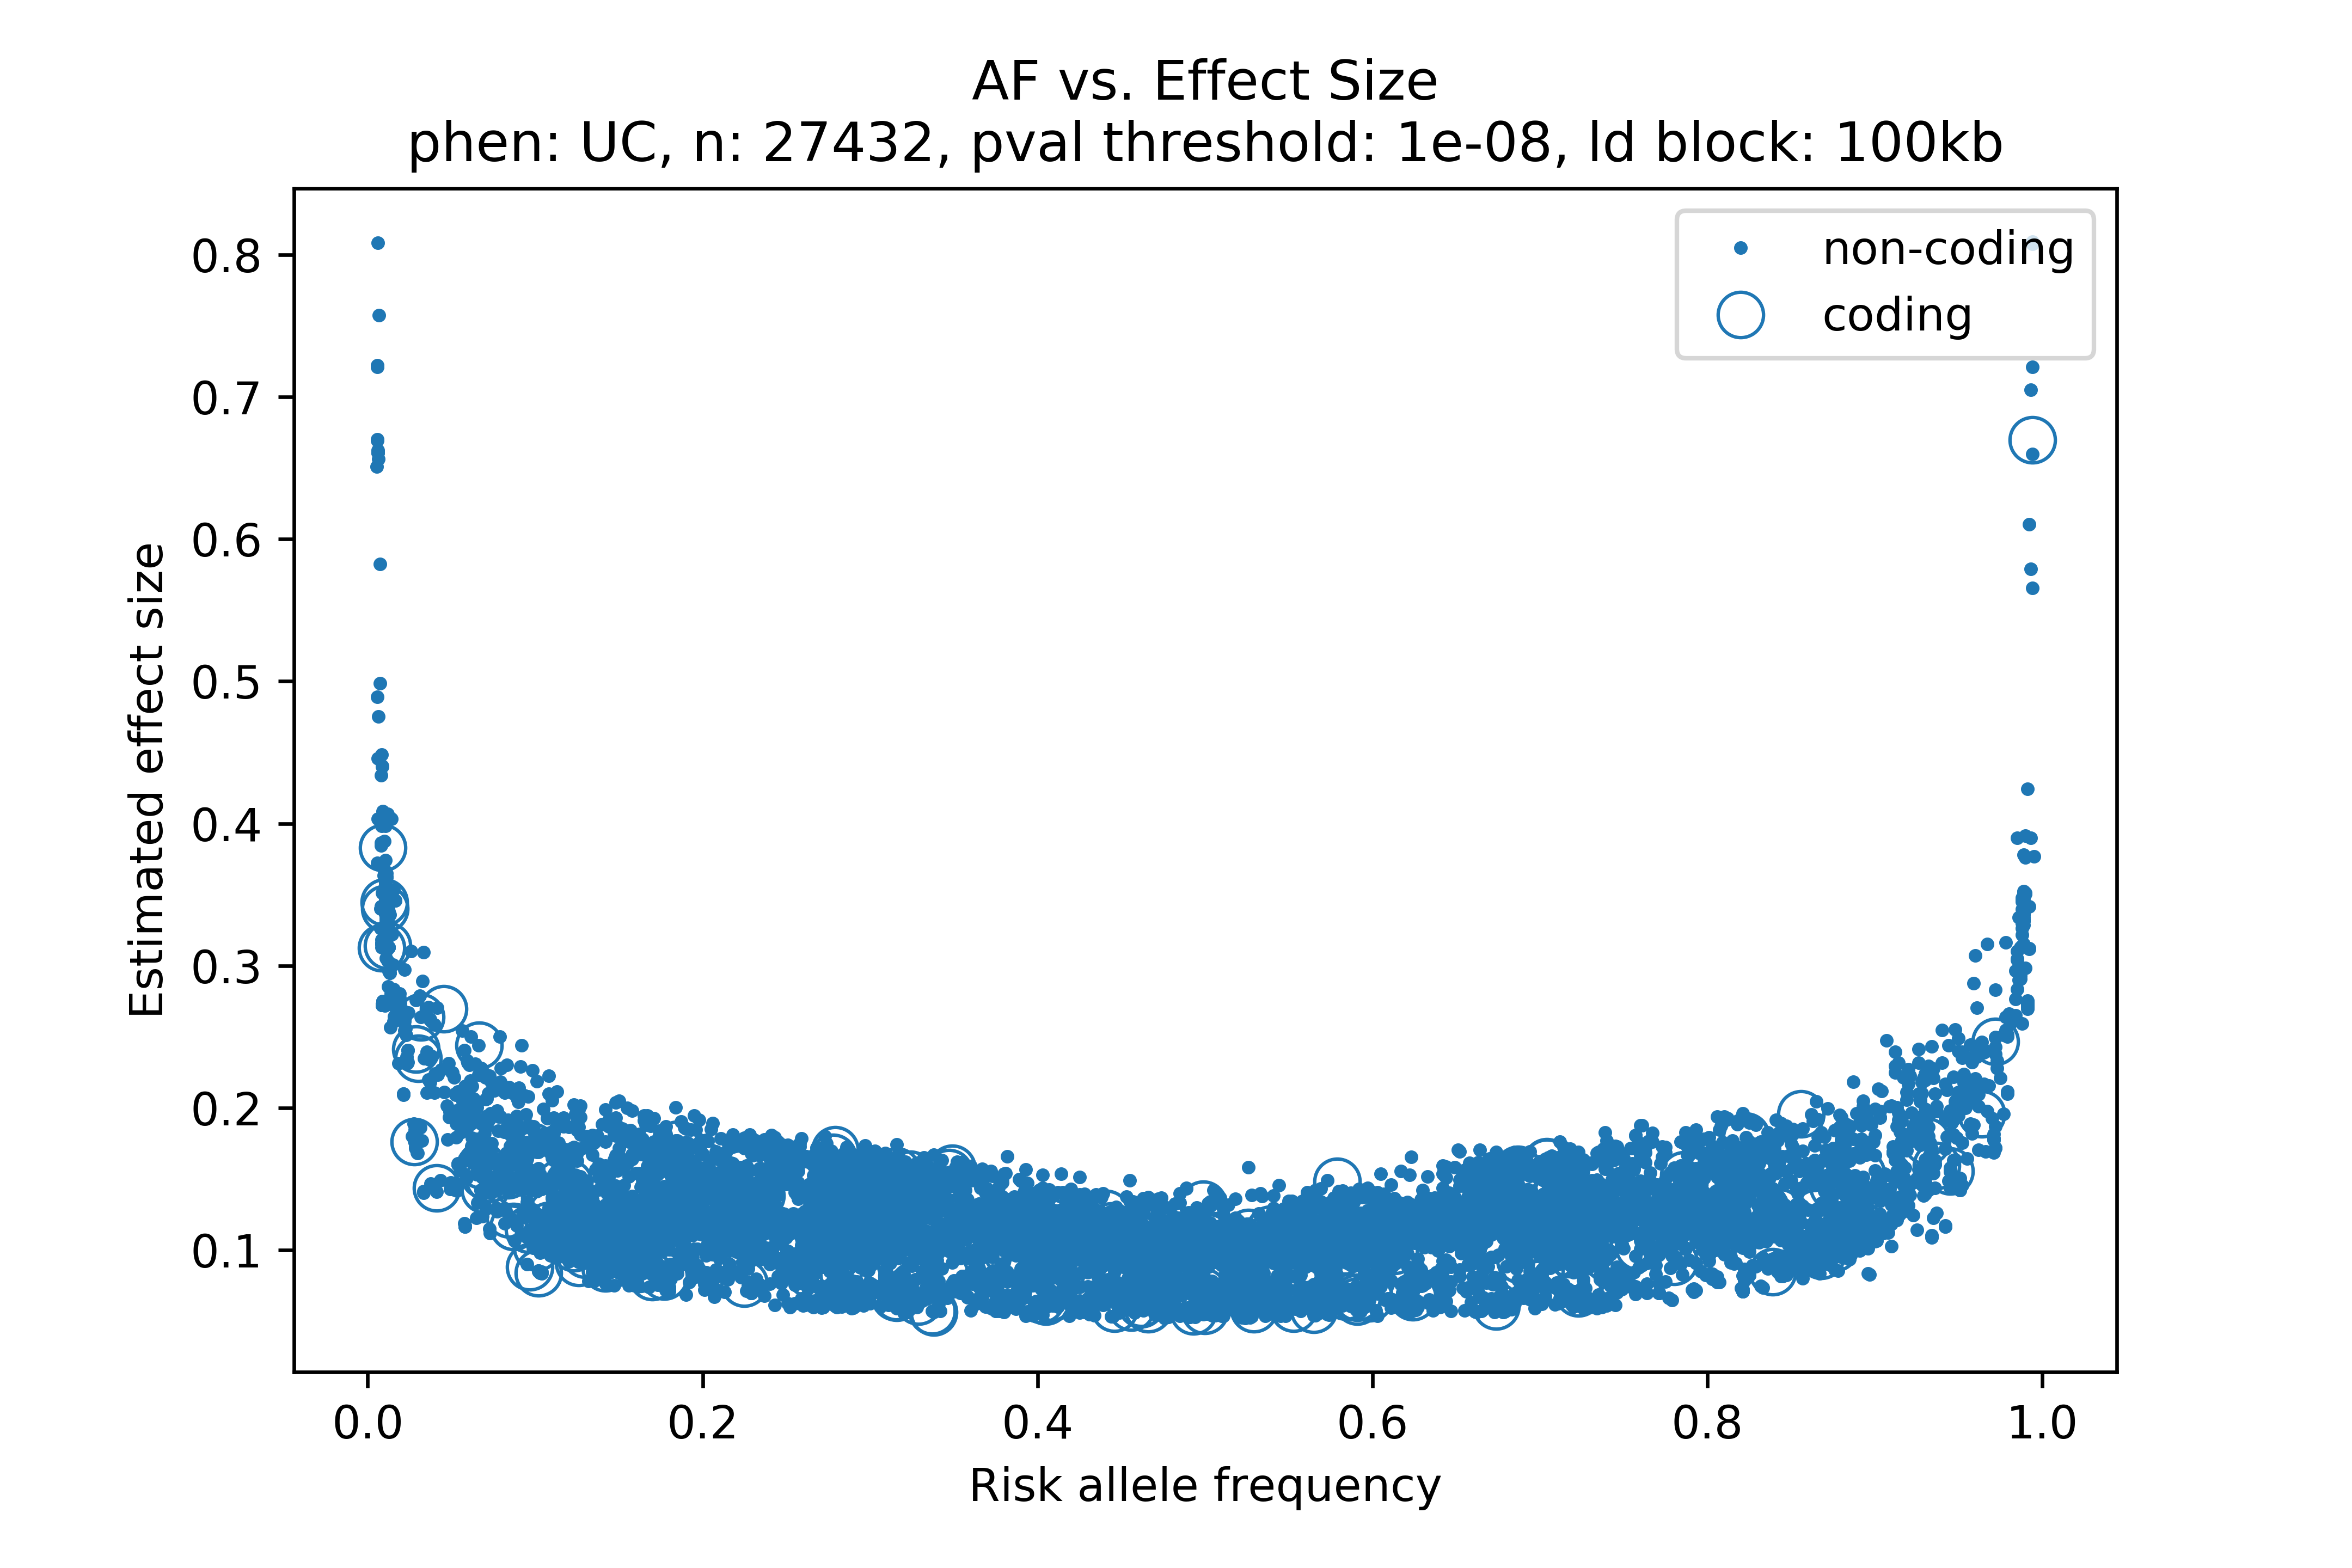 AF vs. Effect Size
phen: UC, n: 27432, pval threshold: 1e-08, ld block: 100kb
non-coding
coding
Estimated effect size
0.8
0.7
0.6
0.5
0.4
0.3
0.2
0.1
0.0 0.2 0.4 0.6 0.8 1.0
Risk allele frequency